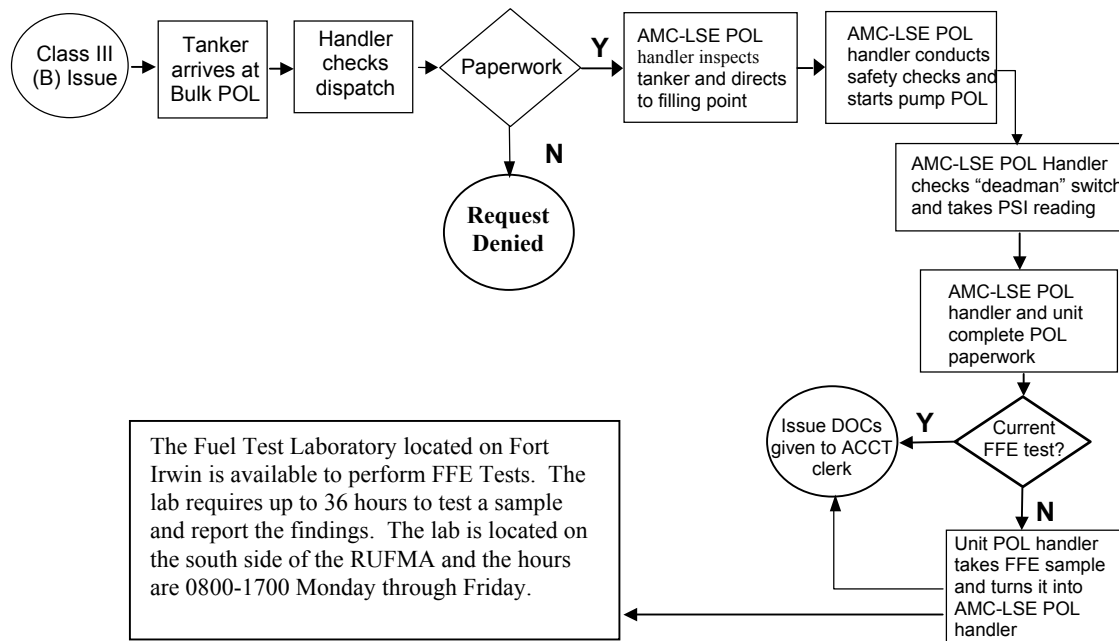 Class III
(B) Issue
Tanker
arrives at
Bulk POL
Handler
checks
dispatch
Paperwork
Y
AMC-LSE POL
handler inspects
tanker and directs
to filling point
AMC-LSE POL
handler conducts
safety checks and
starts pump POL
N
Request
Denied
AMC-LSE POL Handler
checks “deadman” switch
and takes PSI reading
AMC-LSE POL
handler and unit
complete POL
paperwork
Current
FFE test?
Y
Issue DOCs
given to ACCT
clerk
N
Unit POL handler
takes FFE sample
and turns it into
AMC-LSE POL
handler
The Fuel Test Laboratory located on Fort
Irwin is available to perform FFE Tests.  The
lab requires up to 36 hours to test a sample
and report the findings.  The lab is located on
the south side of the RUFMA and the hours
are 0800-1700 Monday through Friday.